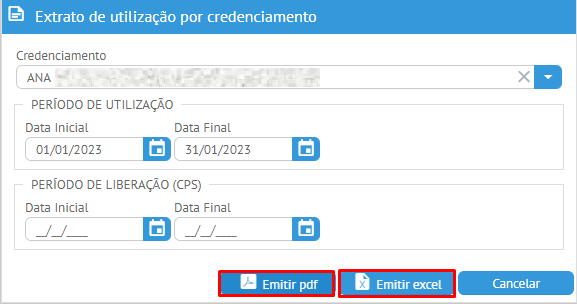 Extrato de utilização por credenciamento
Credenciamento
ANA
PERÍODO DE UTILIZAÇÃO
Data Inicial Data Final
01/01/2023 31/01/2023
PERÍODO DE LIBERAÇÃO (CPS)
Data Inicial Data Final
__/__/____ __/__/____
Emitir pdf Emitir excel Cancelar